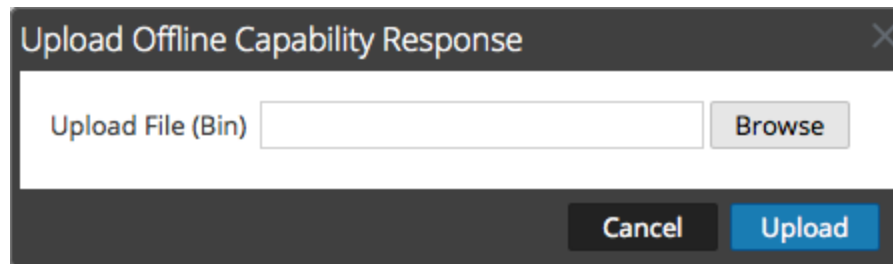 Upload Offline Capability Response
Upload File (Bin) Browse
Cancel Upload